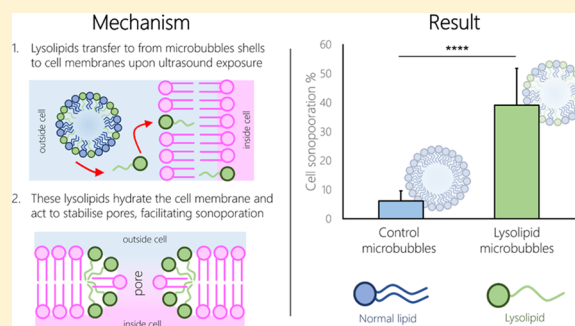 Mechanism
1. Lysolipids transfer to from microbubbles shells
to cell membranes upon ultrasound exposure
outside cell
inside cell
2. These lysolipids hydrate the cell membrane and
act to stabilise pores, facilitating sonoporation
outside cell
pore
inside cell
Result
Cell sonopooration %
60
50
40
30
20
10
0
****
Control
microbubbles
Lysolipid
microbubbles
Normal lipid
Lysolipid